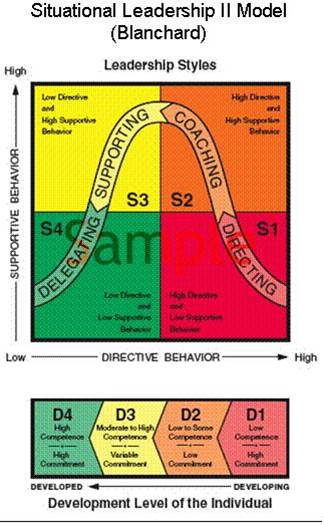 Situational Leadership II Model
(Blanchard)
Leadership Styles
High
Low Directive
and
High Supportive
Behavior
High Directive
and
High Supportive
Behavior
SUPPORTING
COACHING
S3
S2
S4
S1
Sample
DELEGATING
DIRECTING
SUPPORTIVE BEHAVIOR
Low Directive
and
Low Supportive
Behavior
High Directive
and
Low Supportive
Behavior
Low
DIRECTIVE BEHAVIOR
High
D4
High
Competence
+
High
Commitment
D3
Moderate to High
Competence
+
Variable
Commitment
D2
Low to Some
Competence
+
Low
Commitment
D1
Low
Competence
+
High
Commitment
DEVELOPED
DEVELOPING
Development Level of the Individual